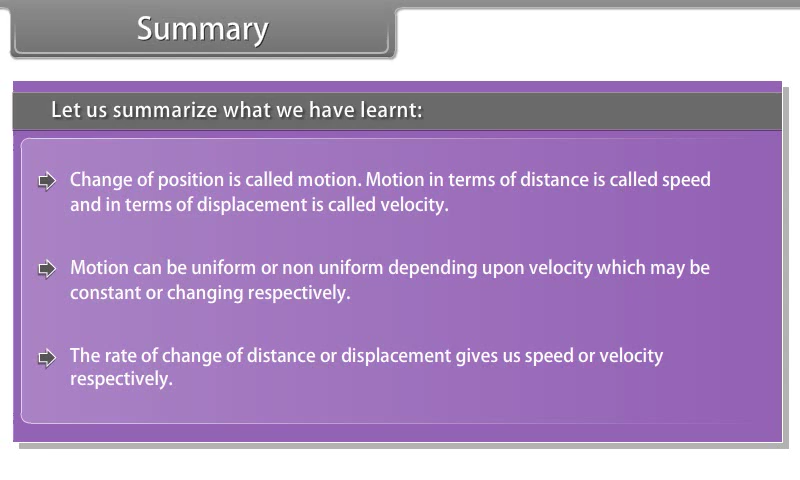 Summary
Let us summarize what we have learnt:
Change of position is called motion. Motion in terms of distance is called speed
and in terms of displacement is called velocity.
Motion can be uniform or non uniform depending upon velocity which may be
constant or changing respectively.
The rate of change of distance or displacement gives us speed or velocity
respectively.